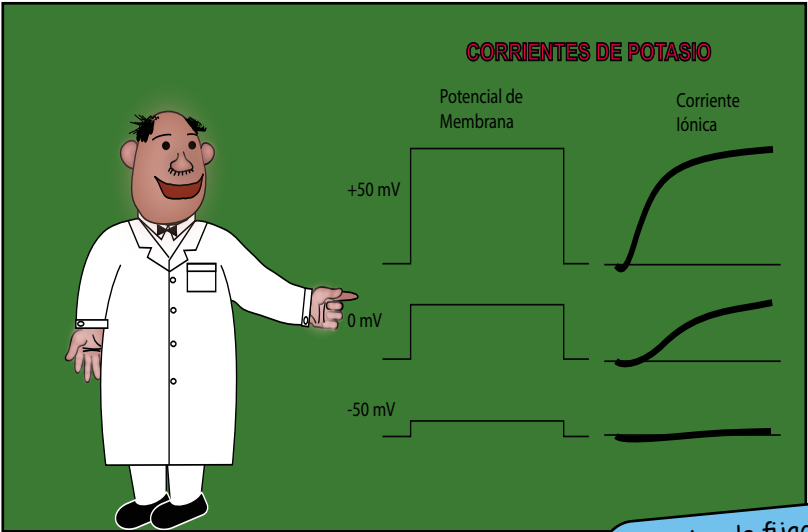 CORRIENTES DE POTASIO
Potencial de
Membrana
Corriente
Iónica
+50 mV
0 mV
-50 mV